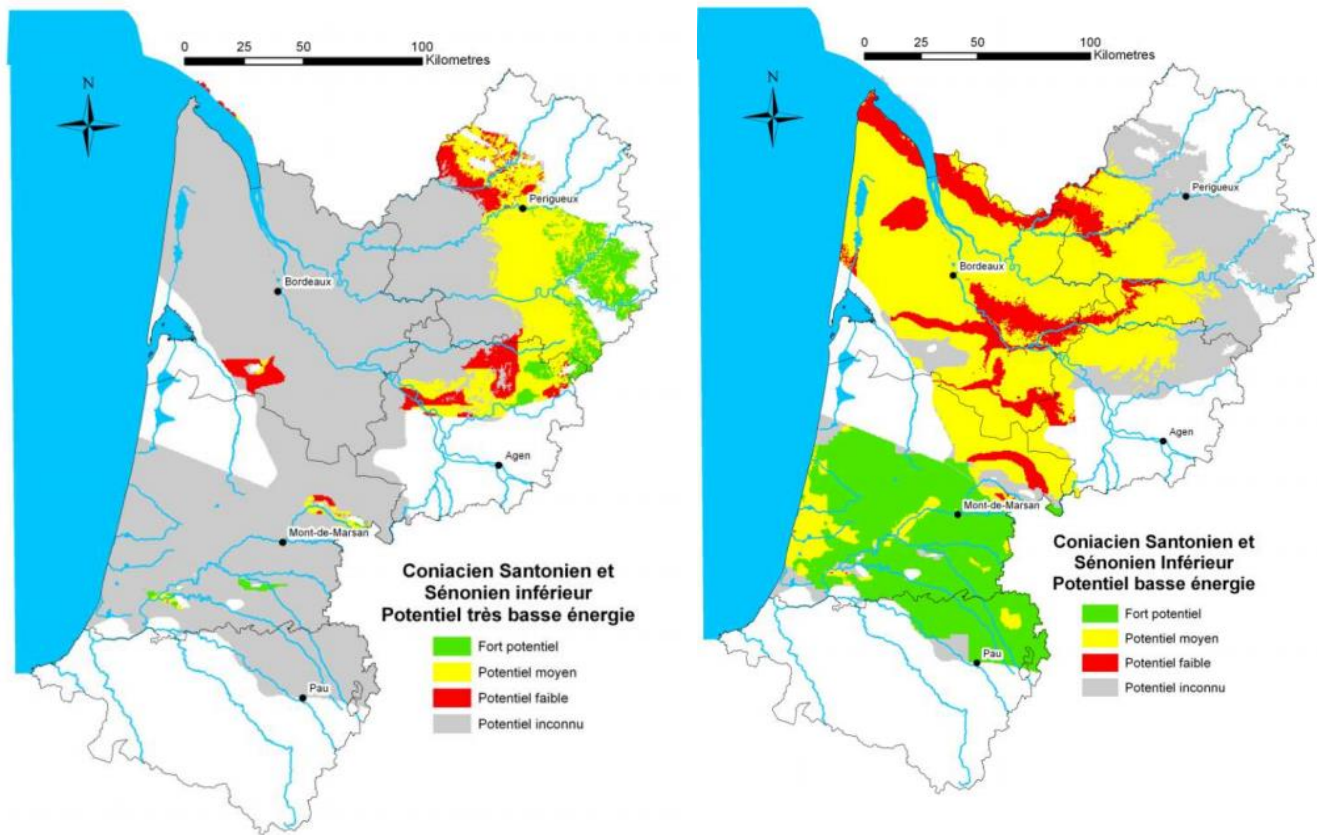 0 25 50 100
Kilometres
N
Perigueux
Bordeaux
Agen
Mont-de-Marsan
Pau
Coniacien Santonien et
Sénonien inférieur
Potentiel très basse énergie
Fort potentiel
Potentiel moyen
Potentiel faible
Potentiel inconnu
0 25 50 100
Kilometres
N
Perigueux
Bordeaux
Agen
Mont-de-Marsan
Pau
Coniacien Santonien et
Sénonien Inférieur
Potentiel basse énergie
Fort potentiel
Potentiel moyen
Potentiel faible
Potentiel inconnu